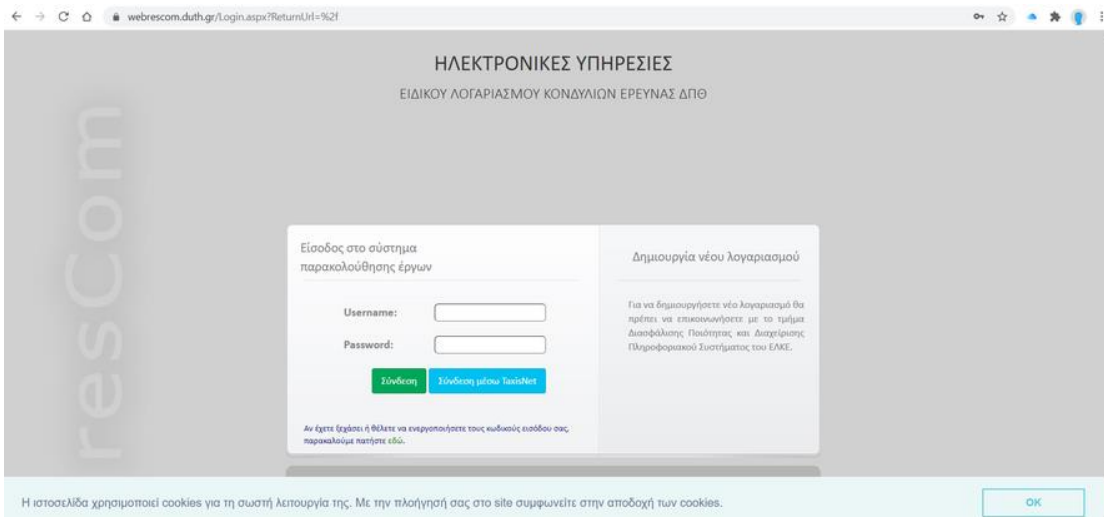 webrescom.duth.gr/Login.aspx?ReturnUrl=%2f
ΗΛΕΚΤΡΟΝΙΚΕΣ ΥΠΗΡΕΣΙΕΣ
ΕΙΔΙΚΟΥ ΛΟΓΑΡΙΑΣΜΟΥ ΚΟΝΔΥΛΙΩΝ ΕΡΕΥΝΑΣ ΔΠΘ
resCom
Είσοδος στο σύστημα
παρακολούθησης έργων
Username:
Password:
Σύνδεση
Σύνδεση μέσω TaxisNet
Αν έχετε ξεχάσει ή θέλετε να ενεργοποιήσετε τους κωδικούς εισόδου σας,
παρακαλούμε πατήστε εδώ.
Δημιουργία νέου λογαριασμού
Για να δημιουργήσετε νέο λογαριασμό θα
πρέπει να επικοινωνήσετε με το τμήμα
Διασφάλισης Ποιότητας και Διαχείρισης
Πληροφοριακού Συστήματος του ΕΛΚΕ.
Η ιστοσελίδα χρησιμοποιεί cookies για τη σωστή λειτουργία της. Με την πλοήγησή σας στο site συμφωνείτε στην αποδοχή των cookies.
OK